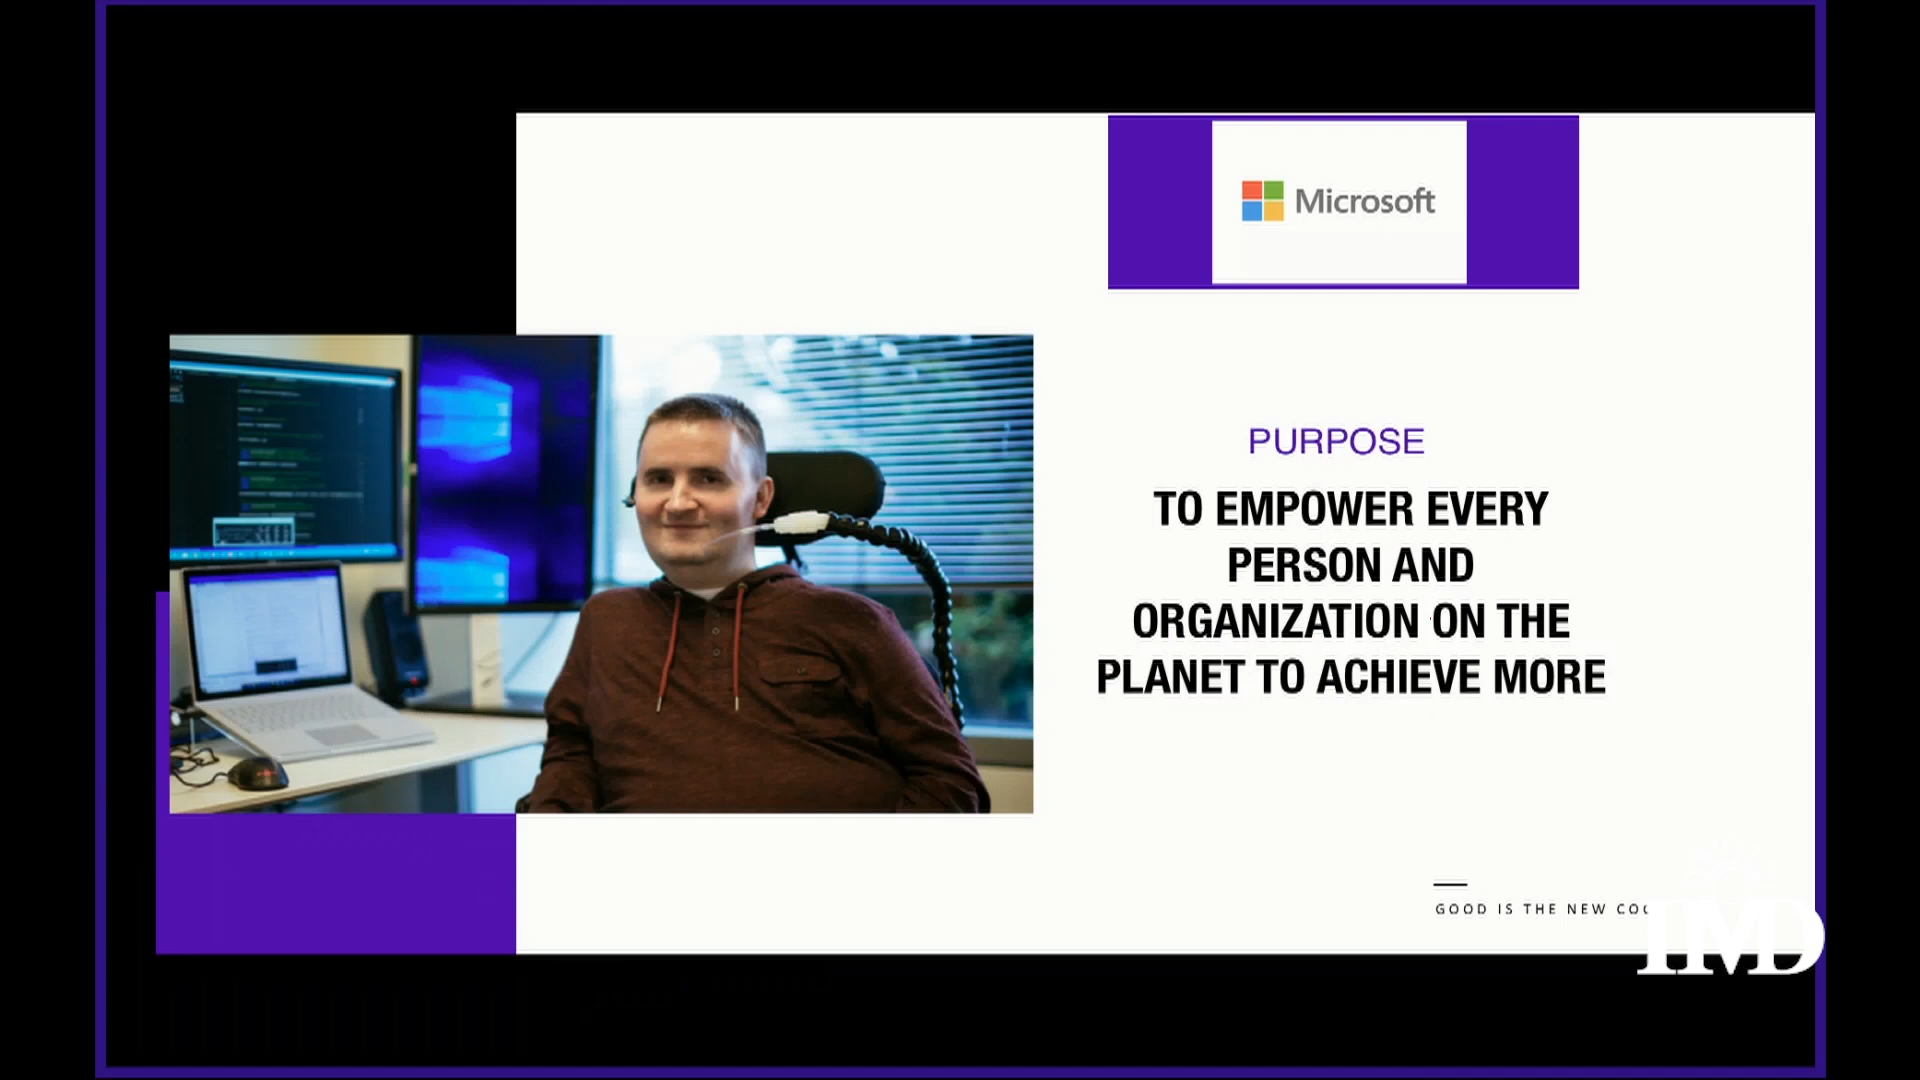 Microsoft
PURPOSE
TO EMPOWER EVERY
PERSON AND
ORGANIZATION ON THE
PLANET TO ACHIEVE MORE
GOOD IS THE NEW
IMD